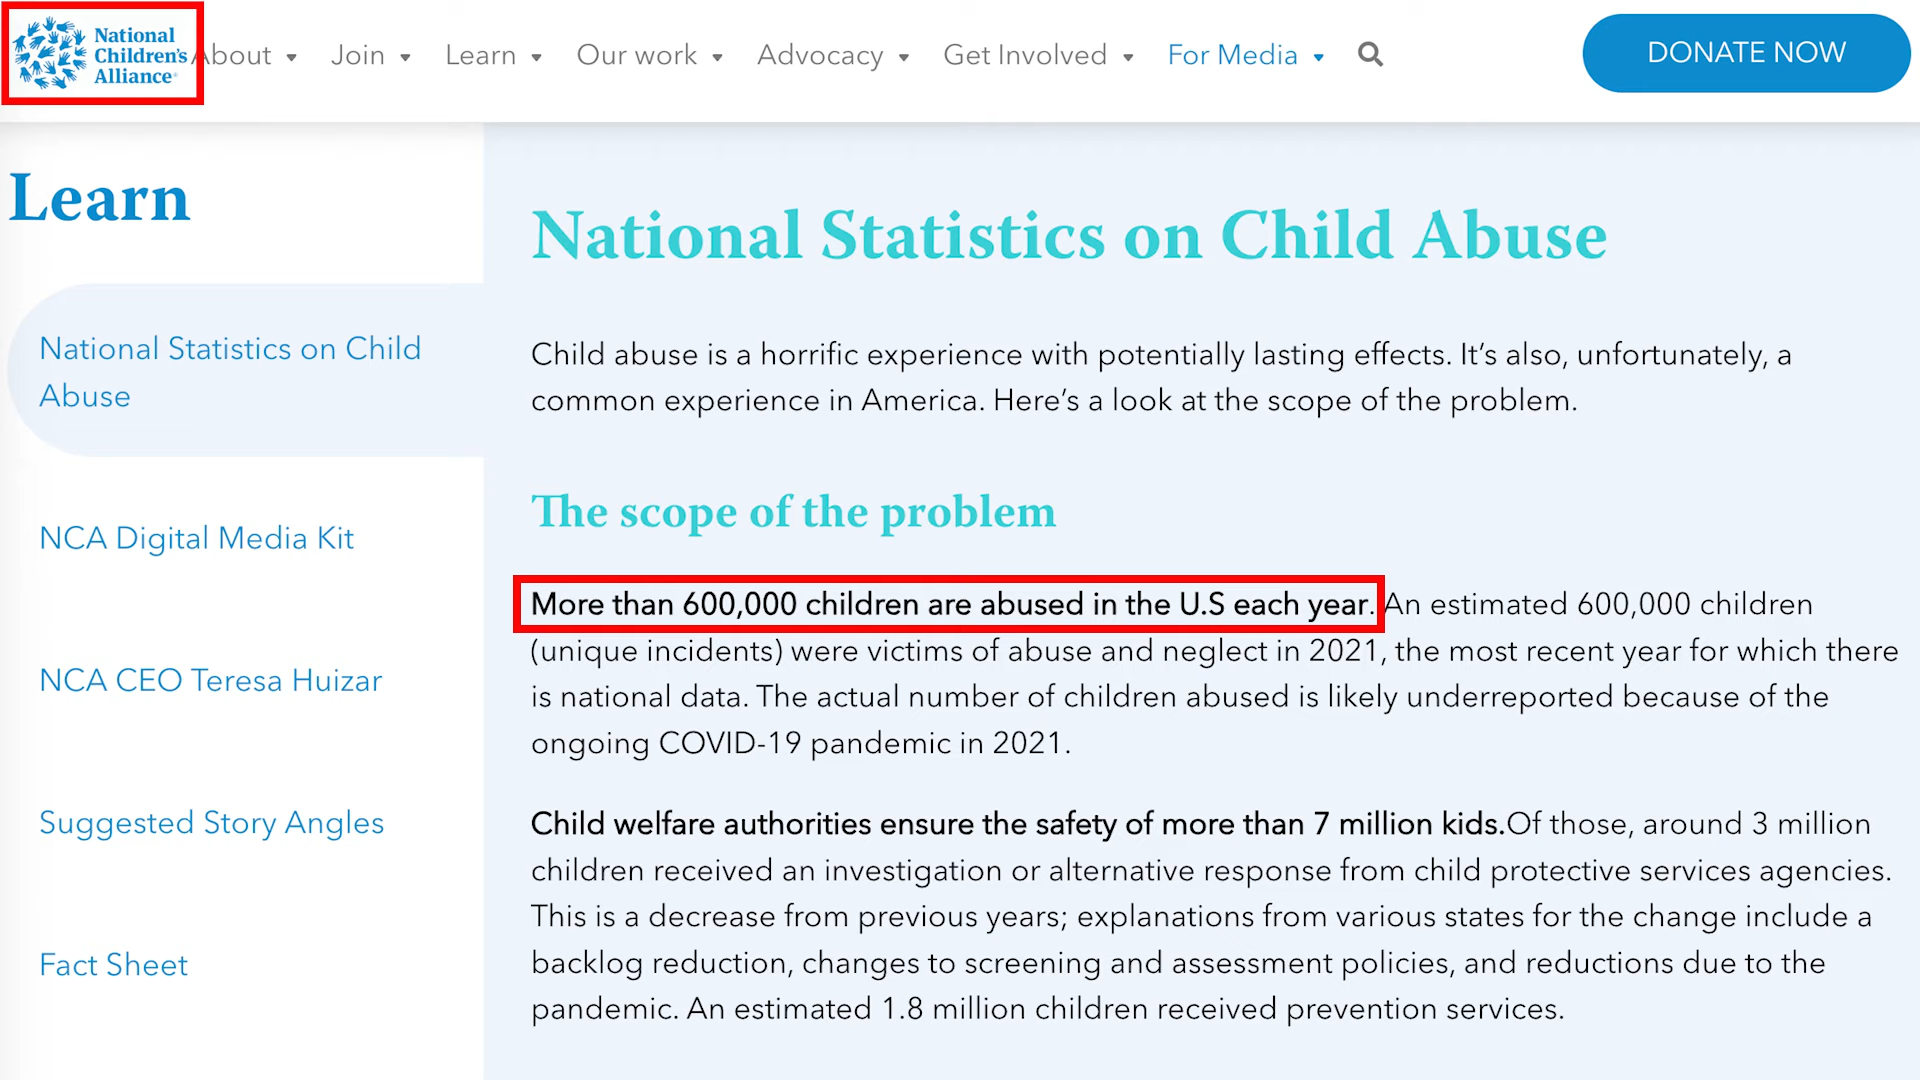 National
Children's
Alliance
About Join Learn Our work Advocacy Get Involved For Media DONATE NOW
Learn
National Statistics on Child
Abuse
NCA Digital Media Kit
NCA CEO Teresa Huizar
Suggested Story Angles
Fact Sheet
National Statistics on Child Abuse
Child abuse is a horrific experience with potentially lasting effects. It’s also, unfortunately, a
common experience in America. Here’s a look at the scope of the problem.
The scope of the problem
More than 600,000 children are abused in the U.S each year. An estimated 600,000 children
(unique incidents) were victims of abuse and neglect in 2021, the most recent year for which there
is national data. The actual number of children abused is likely underreported because of the
ongoing COVID-19 pandemic in 2021.
Child welfare authorities ensure the safety of more than 7 million kids.Of those, around 3 million
children received an investigation or alternative response from child protective services agencies.
This is a decrease from previous years; explanations from various states for the change include a
backlog reduction, changes to screening and assessment policies, and reductions due to the
pandemic. An estimated 1.8 million children received prevention services.